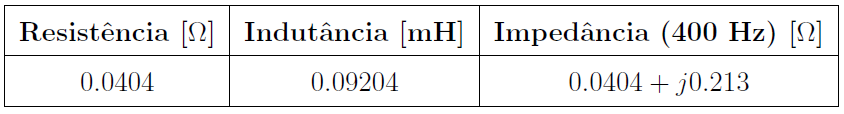 Resistência [Ω] Indutância [mH] Impedância (400 Hz) [Ω]
0.0404 0.09204 0.0404 + j0.213